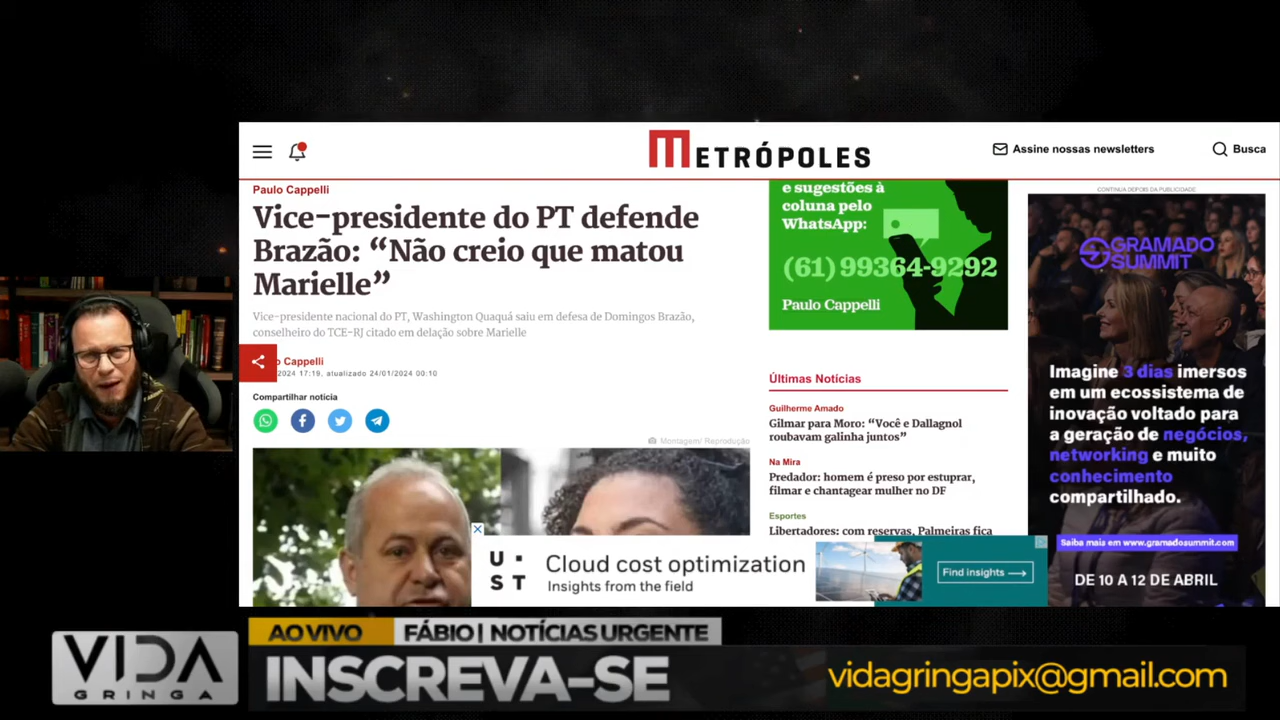 METRÓPOLES
Assine nossas newsletters
Busca
Paulo Cappelli
Vice-presidente do PT defende
Brazão: “Não creio que matou
Marielle”
Vice-presidente nacional do PT, Washington Quaquá saiu em defesa de Domingos Brazão,
conselheiro do TCE-RJ citado em delação sobre Marielle
o Cappelli
2024 17:19, atualizado 24/01/2024 00:10
Compartilhar notícia
Montagem/ Reprodução
e sugestões à
coluna pelo
WhatsApp:
(61) 99364-9292
Paulo Cappelli
Últimas Notícias
Guilherme Amado
Gilmar para Moro: “Você e Dallagnol
roubavam galinha juntos”
Na Mira
Predador: homem é preso por estuprar,
filmar e chantagear mulher no DF
Esportes
Libertadores: com reservas, Palmeiras fica
CONTINUA DEPOIS DA PUBLICIDADE
GRAMADO
SUMMIT
Imagine 3 dias imersos
em um ecossistema de
inovação voltado para
a geração de negócios,
networking e muito
conhecimento
compartilhado.
Saiba mais em www.gramadosummit.com
DE 10 A 12 DE ABRIL
U·
ST
Cloud cost optimization
Insights from the field
Find insights
VIDA
GRINGA
AO VIVO
FÁBIO | NOTÍCIAS URGENTE
INSCREVA-SE
vidagringapix@gmail.com